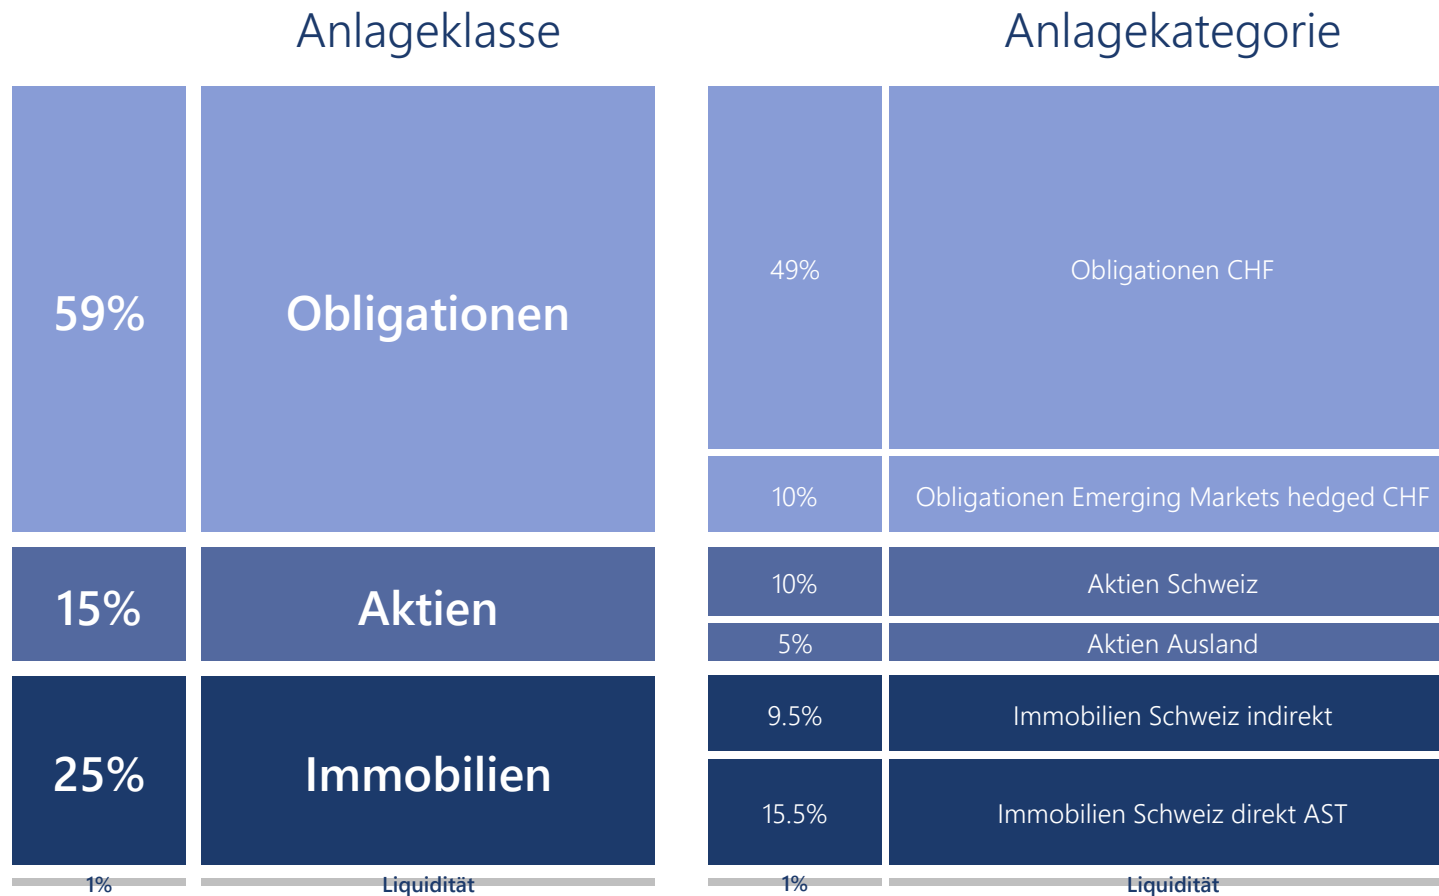 Anlageklasse
Anlagekategorie
59%
Obligationen
15%
Aktien
25%
Immobilien
1%
Liquidität
49%
Obligationen CHF
10%
Obligationen Emerging Markets hedged CHF
10%
Aktien Schweiz
5%
Aktien Ausland
9.5%
Immobilien Schweiz indirekt
15.5%
Immobilien Schweiz direkt AST
1%
Liquidität